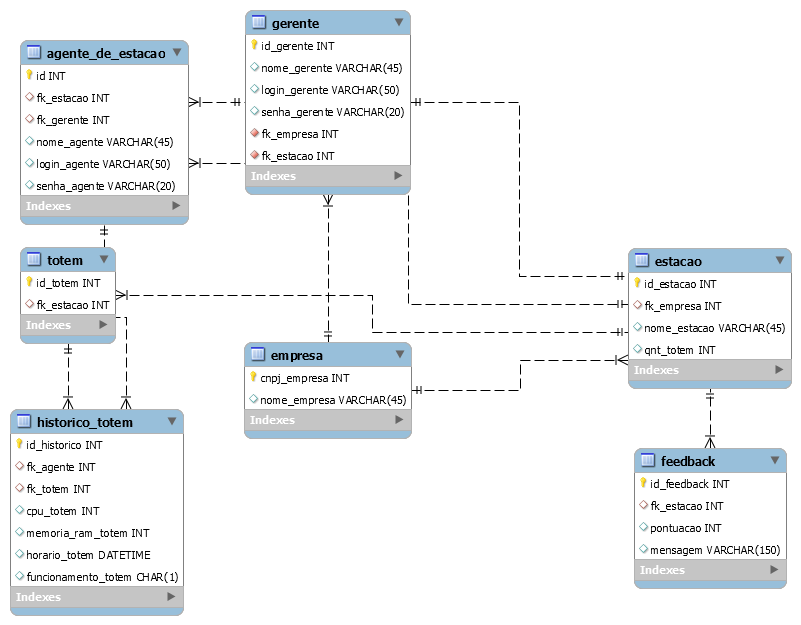 agente_de_estacao
id INT
fk_estacao INT
fk_gerente INT
nome_agente VARCHAR(45)
login_agente VARCHAR(50)
senha_agente VARCHAR(20)
Indexes
gerente
id_gerente INT
nome_gerente VARCHAR(45)
login_gerente VARCHAR(50)
senha_gerente VARCHAR(20)
fk_empresa INT
fk_estacao INT
Indexes
totem
id_totem INT
fk_estacao INT
Indexes
empresa
cnpj_empresa INT
nome_empresa VARCHAR(45)
Indexes
estacao
id_estacao INT
fk_empresa INT
nome_estacao VARCHAR(45)
qnt_totem INT
Indexes
historico_totem
id_historico INT
fk_agente INT
fk_totem INT
cpu_totem INT
memoria_ram_totem INT
horario_totem DATETIME
funcionamento_totem CHAR(1)
Indexes
feedback
id_feedback INT
fk_estacao INT
pontuacao INT
mensagem VARCHAR(150)
Indexes